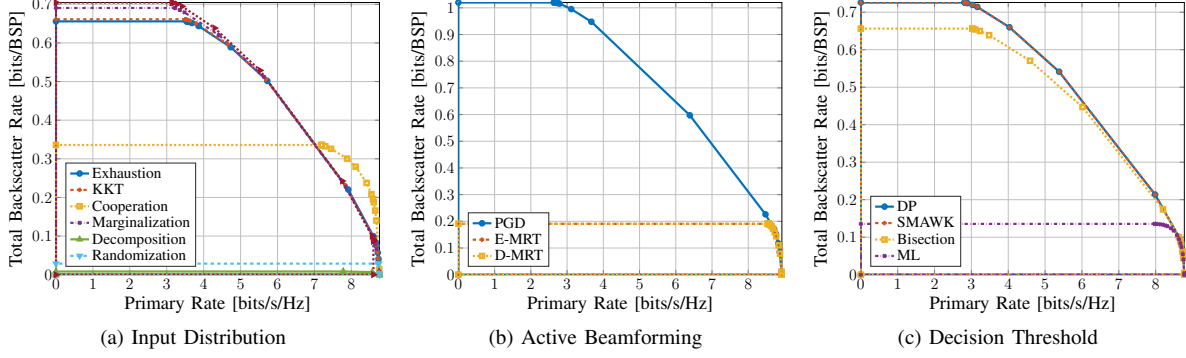 Total Backscatter Rate [bits/BSP]
0.7
0.6
0.5
0.4
0.3
0.2
0.1
0
0 1 2 3 4 5 6 7 8
Exhaustion
KKT
Cooperation
Marginalization
Decomposition
Randomization
Primary Rate [bits/s/Hz]
(a) Input Distribution
Total Backscatter Rate [bits/BSP]
1
0.9
0.8
0.7
0.6
0.5
0.4
0.3
0.2
0.1
0
0 1 2 3 4 5 6 7 8
PGD
E-MRT
D-MRT
Primary Rate [bits/s/Hz]
(b) Active Beamforming
Total Backscatter Rate [bits/BSP]
0.7
0.6
0.5
0.4
0.3
0.2
0.1
0
0 1 2 3 4 5 6 7 8
DP
SMAWK
Bisection
ML
Primary Rate [bits/s/Hz]
(c) Decision Threshold